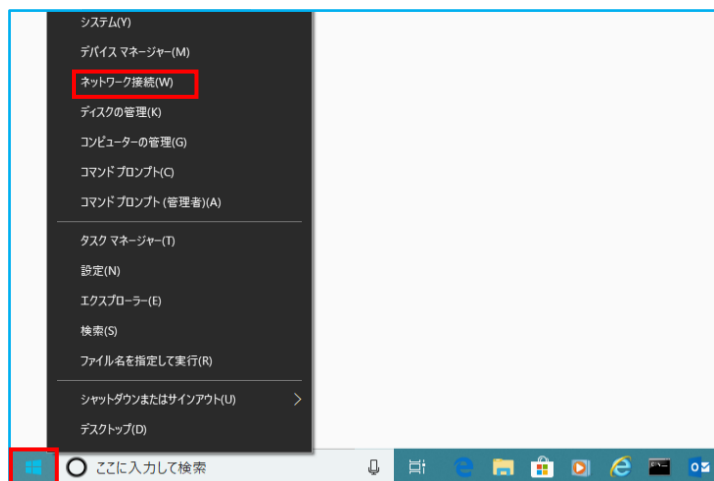 システム(Y)
デバイス マネージャー(M)
ネットワーク接続(W)
ディスクの管理(K)
コンピューターの管理(G)
コマンド プロンプト(C)
コマンド プロンプト (管理者)(A)
タスク マネージャー(T)
設定(N)
エクスプローラー(E)
検索(S)
ファイル名を指定して実行(R)
シャットダウンまたはサインアウト(U)
デスクトップ(D)
ここに入力して検索